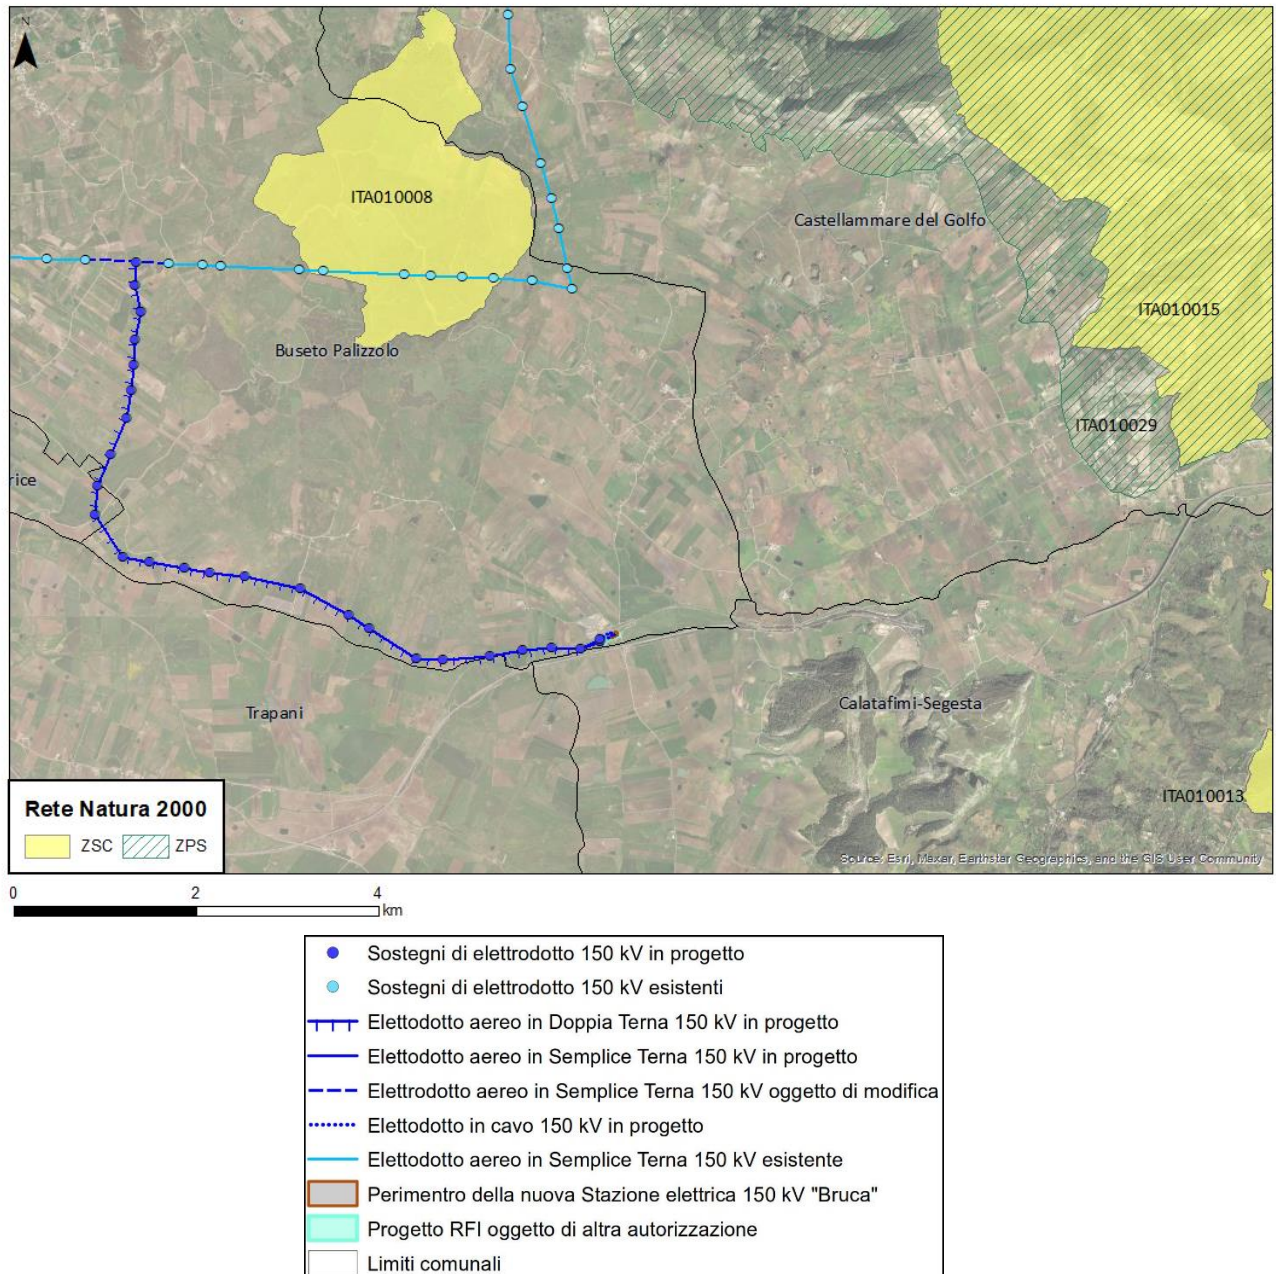 N
ITA010008
Castellammare del Golfo
ITA010015
Buseto Palizzolo
ITA010029
rice
Trapani
Calatafimi-Segesta
ITA010013
Rete Natura 2000
ZSC
ZPS
Source: Esri, Maxar, Earthstar Geographics, and the GIS User Community
0 2 4
km
Sostegni di elettrodotto 150 kV in progetto
Sostegni di elettrodotto 150 kV esistenti
Elettodotto aereo in Doppia Terna 150 kV in progetto
Elettodotto aereo in Semplice Terna 150 kV in progetto
Elettrodotto aereo in Semplice Terna 150 kV oggetto di modifica
Elettodotto in cavo 150 kV in progetto
Elettodotto aereo in Semplice Terna 150 kV esistente
Perimentro della nuova Stazione elettrica 150 kV "Bruca"
Progetto RFI oggetto di altra autorizzazione
Limiti comunali